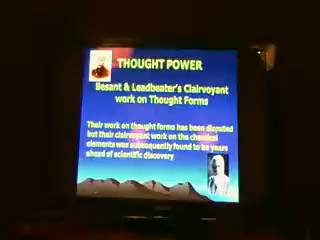 THOUGHT POWER
Besant & Leadbeater's Clairvoyant
work on Thought Forms
Their work on thought forms has been disputed
but their clairvoyant work on the chemical
elements was subsequently found to be years
ahead of scientific discovery